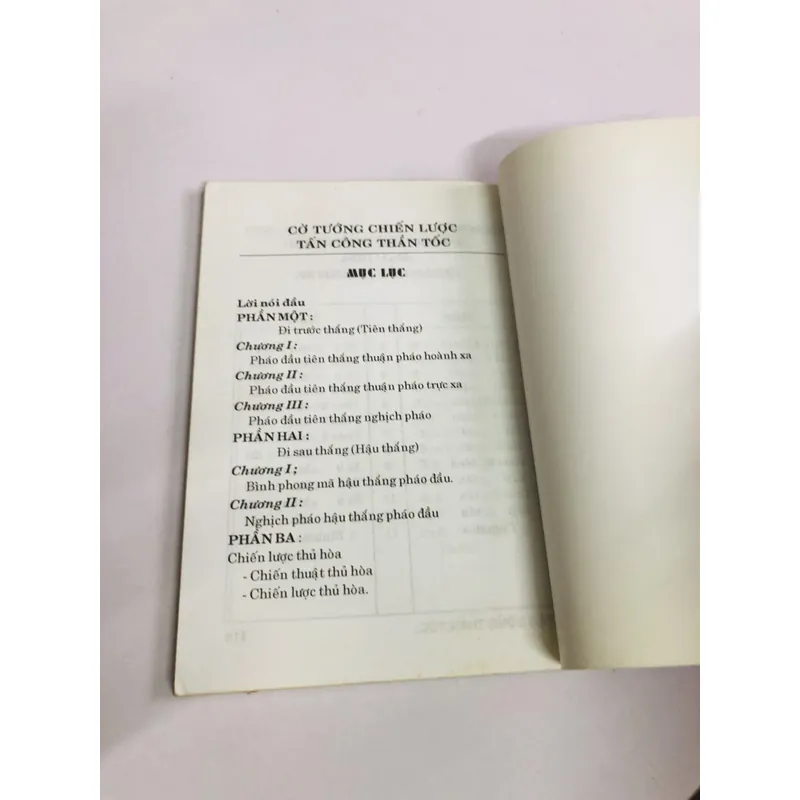 CỜ TƯỚNG CHIẾN LƯỢC
TẤN CÔNG THẦN TỐC
MỤC LỤC
Lời nói đầu
PHẦN MỘT :
Đi trước thắng (Tiên thắng)
Chương I :
Pháo đầu tiên thắng thuận pháo hoành xa
Chương II :
Pháo đầu tiên thắng thuận pháo trực xa
Chương III :
Pháo đầu tiên thắng nghịch pháo
PHẦN HAI :
Đi sau thắng (Hậu thắng)
Chương I ;
Bình phong mã hậu thắng pháo đầu.
Chương II :
Nghịch pháo hậu thắng pháo đầu
PHẦN BA :
Chiến lược thủ hòa
- Chiến thuật thủ hòa
- Chiến lược thủ hòa.